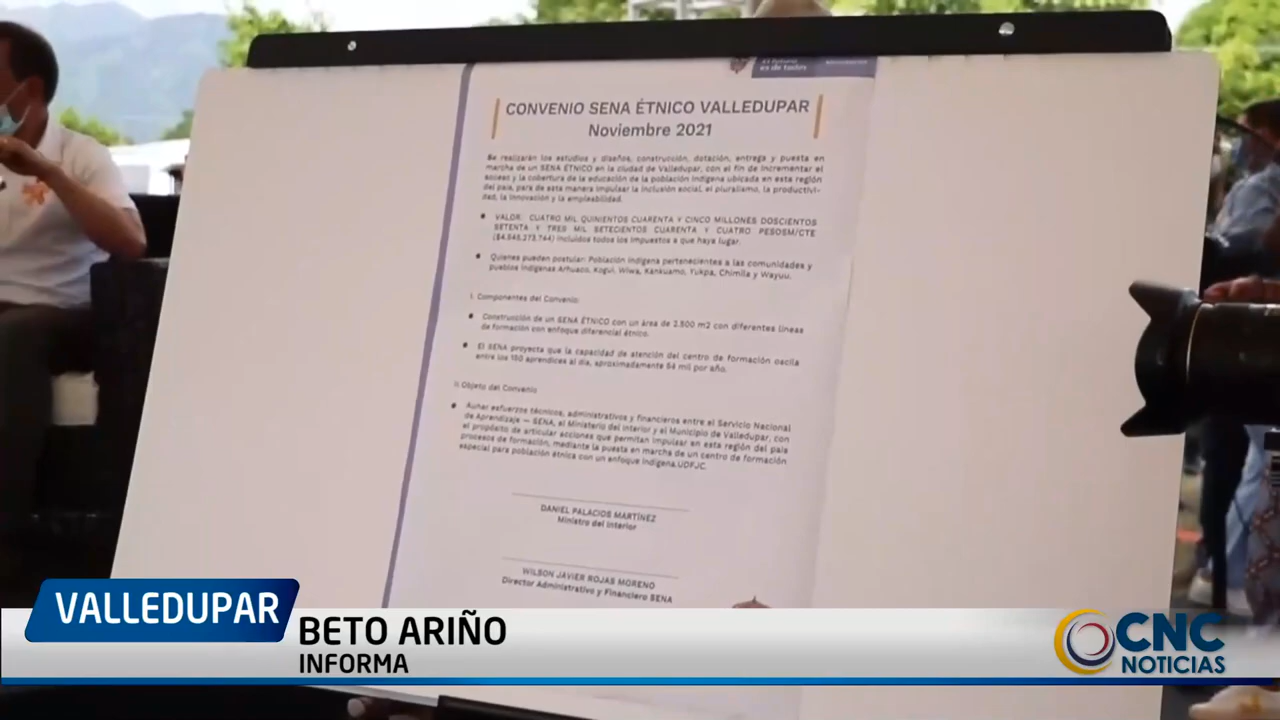 es de todos
CONVENIO SENA ÉTNICO VALLEDUPAR
Noviembre 2021
Se realizarán los estudios y diseños, construcción, dotación, entrega y puesta en
marcha de un SENA ÉTNICO en la ciudad de Valledupar, con el fin de incrementar el
acceso y la cobertura de la educación de la población indígena ubicada en esta región
del país, para de esta manera impulsar la inclusión social, el pluralismo, la productivi-
dad, la innovación y la empleabilidad.
• VALOR: CUATRO MIL QUINIENTOS CUARENTA Y CINCO MILLONES DOSCIENTOS
SETENTA Y TRES MIL SETECIENTOS CUARENTA Y CUATRO PESOSM/CTE
($4.545.273.744) incluidos todos los impuestos a que haya lugar.
• Quienes pueden postular: Población indígena pertenecientes a las comunidades y
pueblos indígenas Arhuaco, Kogui, Wiwa, Kankuamo, Yukpa, Chimila y Wayuu.
I. Componentes del Convenio:
• Construcción de un SENA ÉTNICO con un área de 2.500 m2 con diferentes líneas
de formación con enfoque diferencial étnico.
• El SENA proyecta que la capacidad de atención del centro de formación oscila
entre los 180 aprendices al día, aproximadamente 64 mil por año.
II. Objeto del Convenio
• Aunar esfuerzos técnicos, administrativos y financieros entre el Servicio Nacional
de Aprendizaje — SENA, el Ministerio del Interior y el Municipio de Valledupar, con
el propósito de articular acciones que permitan impulsar en esta región del país
procesos de formación, mediante la puesta en marcha de un centro de formación
especial para población étnica con un enfoque indígena.UDFJC.
DANIEL PALACIOS MARTÍNEZ
Ministro del Interior
WILSON JAVIER ROJAS MORENO
Director Administrativo y Financiero SENA
VALLEDUPAR
BETO ARIÑO
INFORMA
CNC
NOTICIAS